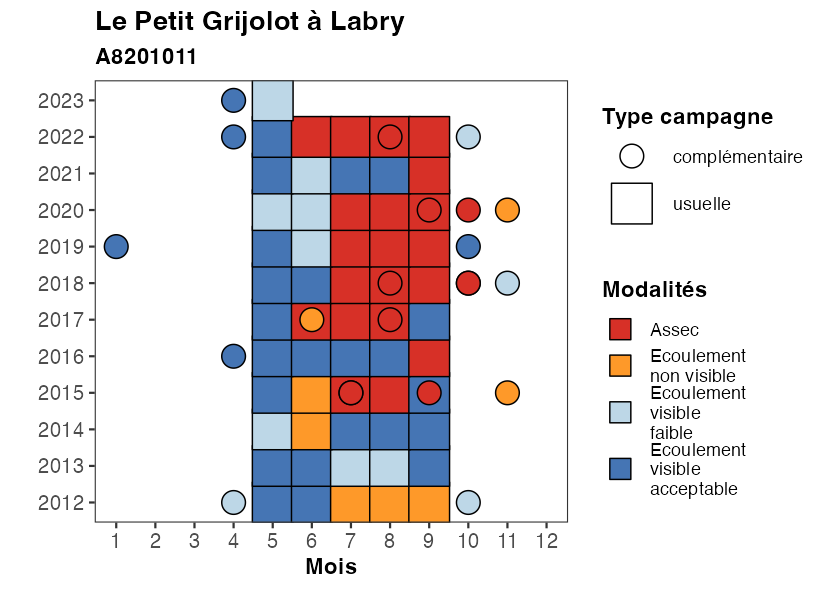 Le Petit Grijolot à Labry
A8201011
2023
2022
2021
2020
2019
2018
2017
2016
2015
2014
2013
2012
1 2 3 4 5 6 7 8 9 10 11 12
Mois
Type campagne
complémentaire
usuelle
Modalités
Assec
Ecoulement
non visible
Ecoulement
visible
faible
Ecoulement
visible
acceptable